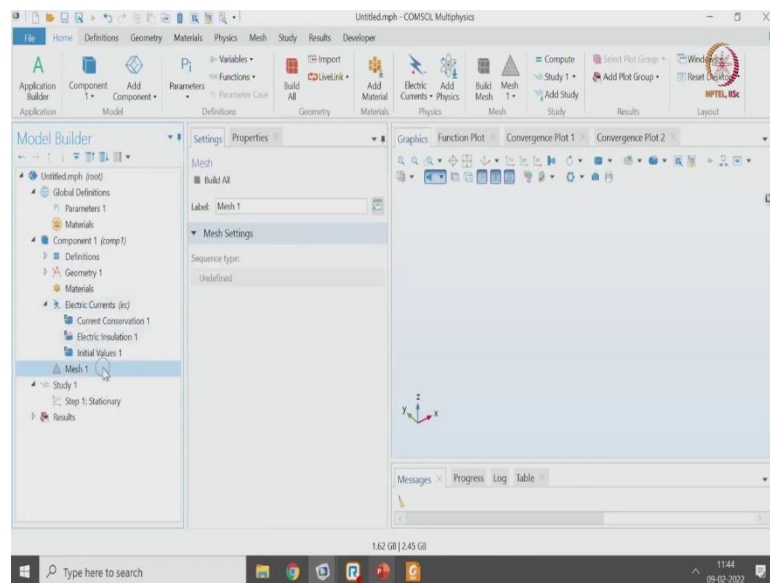 Untitled.mph - COMSOL Multiphysics
File Home Definitions Geometry Materials Physics Mesh Study Results Developer
Application Builder
Component 1
Add Component
Pi Parameters
a= Variables
f(x) Functions
Pi Parameter Case
Build All
Import
LiveLink
Add Material
Electric Currents
Add Physics
Build Mesh
Mesh 1
= Compute
Study 1
Add Study
Select Plot Group
Add Plot Group
Reset Desktop
NPTEL, IISc
Application Model Definitions Geometry Materials Physics Mesh Study Results Layout
Model Builder
Untitled.mph (root)
Global Definitions
Pi Parameters 1
Materials
Component 1 (comp1)
Definitions
Geometry 1
Materials
Electric Currents (ec)
Current Conservation 1
Electric Insulation 1
Initial Values 1
Mesh 1
Study 1
Step 1: Stationary
Results
Settings Properties
Mesh
Build All
Label: Mesh 1
Mesh Settings
Sequence type:
Undefined
Graphics Function Plot Convergence Plot 1 Convergence Plot 2
z
y x
Messages Progress Log Table
1.62 GB | 2.45 GB
Type here to search
11:44
09-02-2022